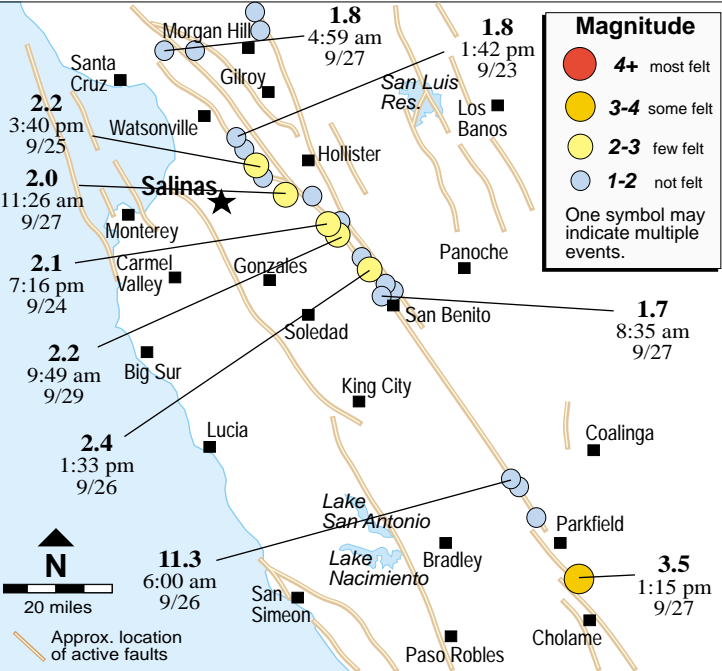 1.8
4:59 am
9/27
1.8
1:42 pm
9/23
Magnitude
4+ most felt
3-4 some felt
2-3 few felt
1-2 not felt
One symbol may
indicate multiple
events.
Morgan Hill
Santa
Cruz
Gilroy
San Luis
Res.
Los
Banos
2.2
3:40 pm
9/25
Watsonville
Hollister
2.0
11:26 am
9/27
Salinas
Monterey
2.1
7:16 pm
9/24
Carmel
Valley
Gonzales
Panoche
Soledad
San Benito
1.7
8:35 am
9/27
2.2
9:49 am
9/29
Big Sur
King City
2.4
1:33 pm
9/26
Lucia
Coalinga
Lake
San Antonio
Lake
Nacimiento
Bradley
Parkfield
11.3
6:00 am
9/26
3.5
1:15 pm
9/27
N
20 miles
San
Simeon
Cholame
Paso Robles
Approx. location
of active faults